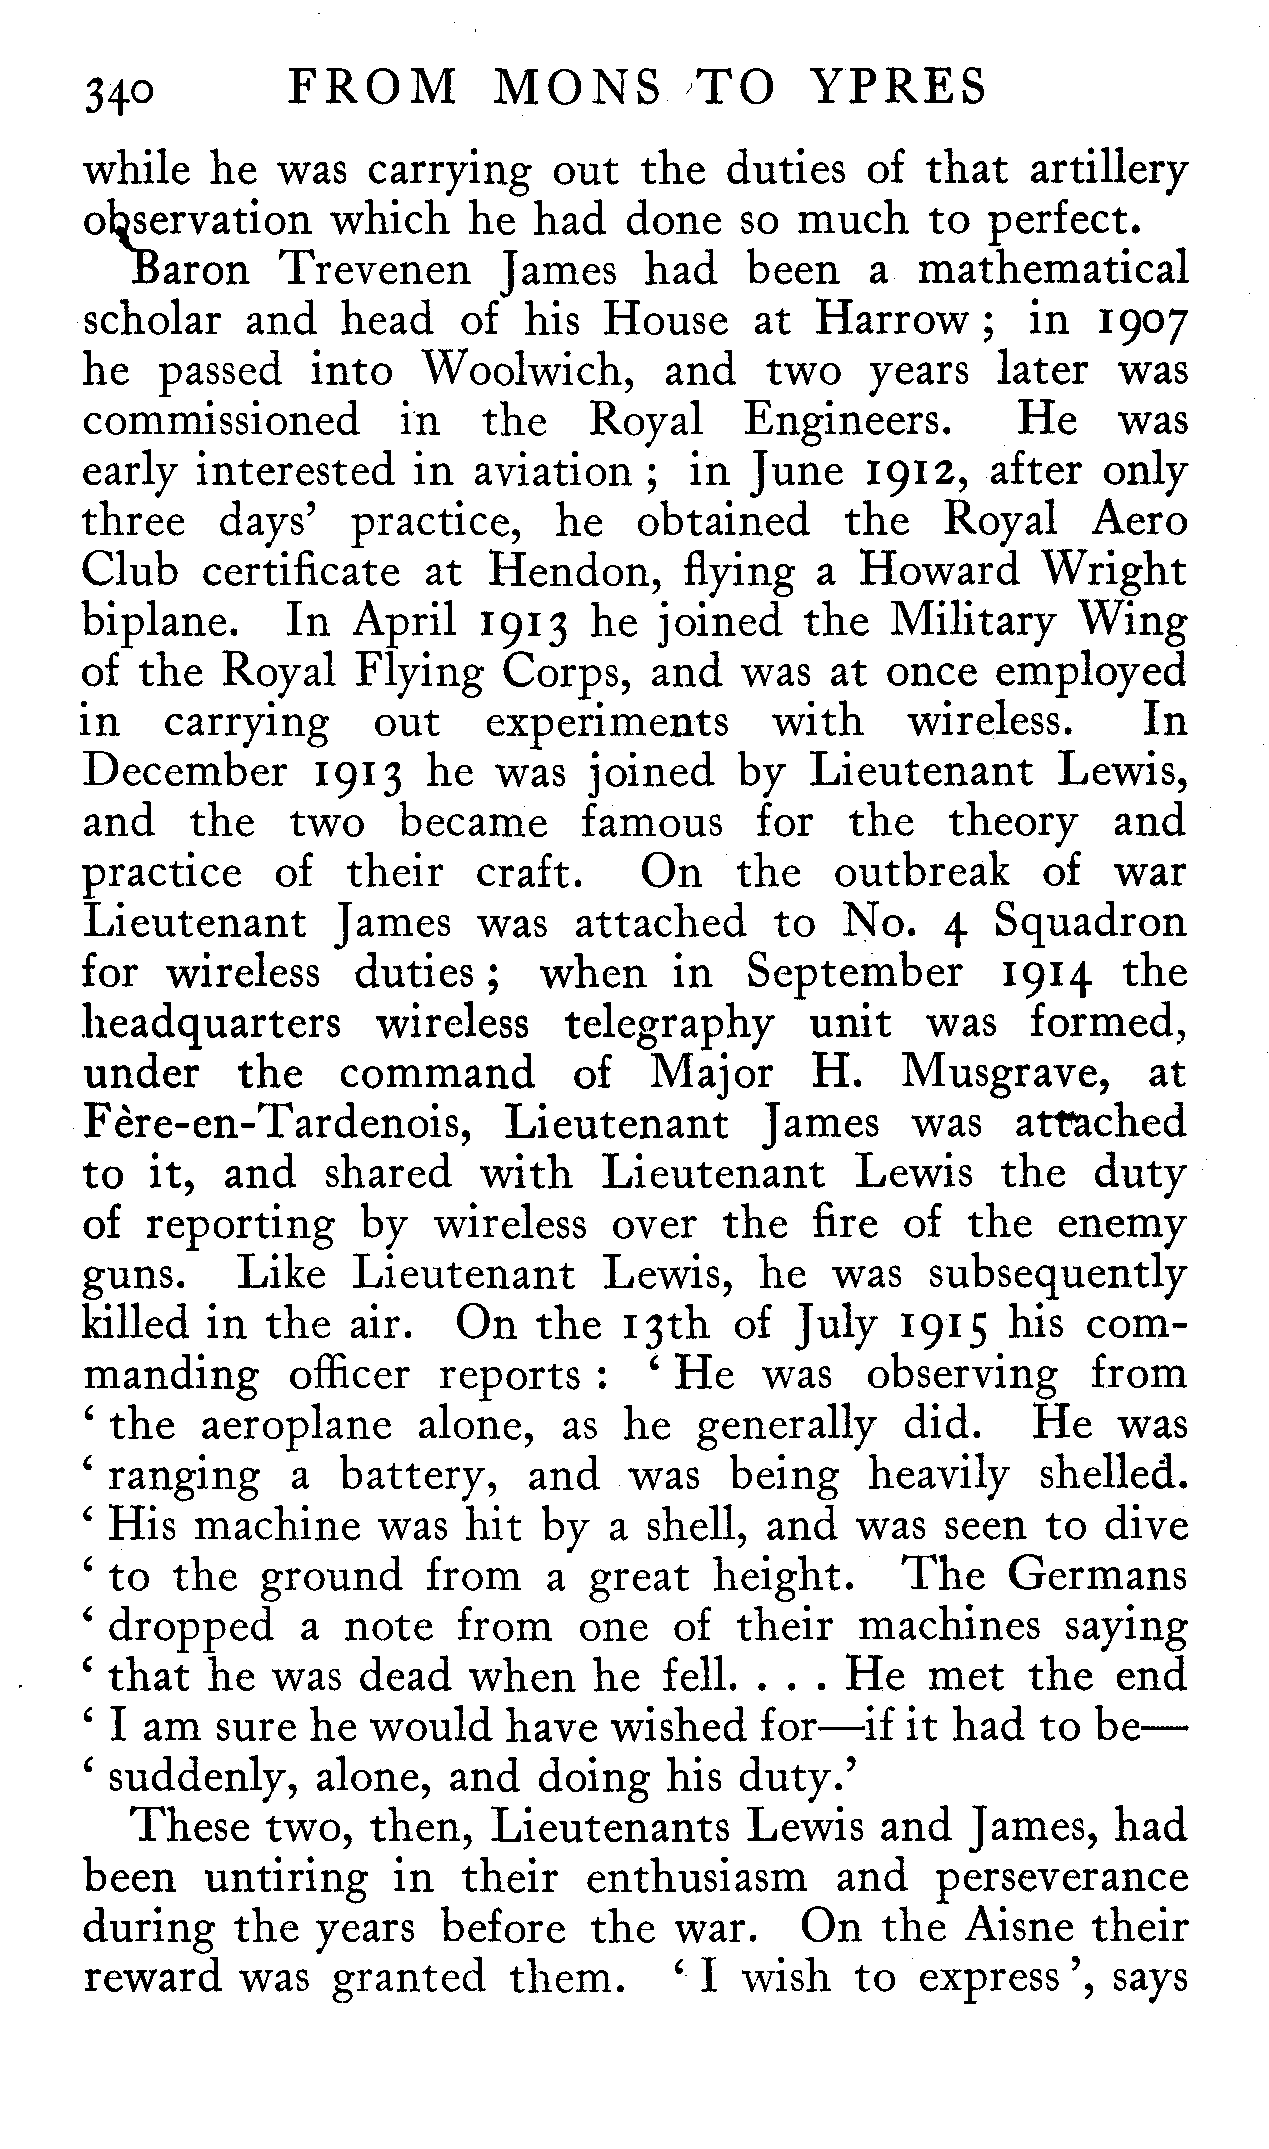 340 FROM MONS TO YPRES
while he was carrying out the duties of that artillery
observation which he had done so much to perfect.
Baron Trevenen James had been a mathematical
scholar and head of his House at Harrow ; in 1907
he passed into Woolwich, and two years later was
commissioned in the Royal Engineers. He was
early interested in aviation ; in June 1912, after only
three days’ practice, he obtained the Royal Aero
Club certificate at Hendon, flying a Howard Wright
biplane. In April 1913 he joined the Military Wing
of the Royal Flying Corps, and was at once employed
in carrying out experiments with wireless. In
December 1913 he was joined by Lieutenant Lewis,
and the two became famous for the theory and
practice of their craft. On the outbreak of war
Lieutenant James was attached to No. 4 Squadron
for wireless duties ; when in September 1914 the
headquarters wireless telegraphy unit was formed,
under the command of Major H. Musgrave, at
Fère-en-Tardenois, Lieutenant James was attached
to it, and shared with Lieutenant Lewis the duty
of reporting by wireless over the fire of the enemy
guns. Like Lieutenant Lewis, he was subsequently
killed in the air. On the 13th of July 1915 his com-
manding officer reports : ‘ He was observing from
‘ the aeroplane alone, as he generally did. He was
‘ ranging a battery, and was being heavily shelled.
‘ His machine was hit by a shell, and was seen to dive
‘ to the ground from a great height. The Germans
‘ dropped a note from one of their machines saying
‘ that he was dead when he fell. . . . He met the end
‘ I am sure he would have wished for—if it had to be—
‘ suddenly, alone, and doing his duty.’
These two, then, Lieutenants Lewis and James, had
been untiring in their enthusiasm and perseverance
during the years before the war. On the Aisne their
reward was granted them. ‘ I wish to express ’, says